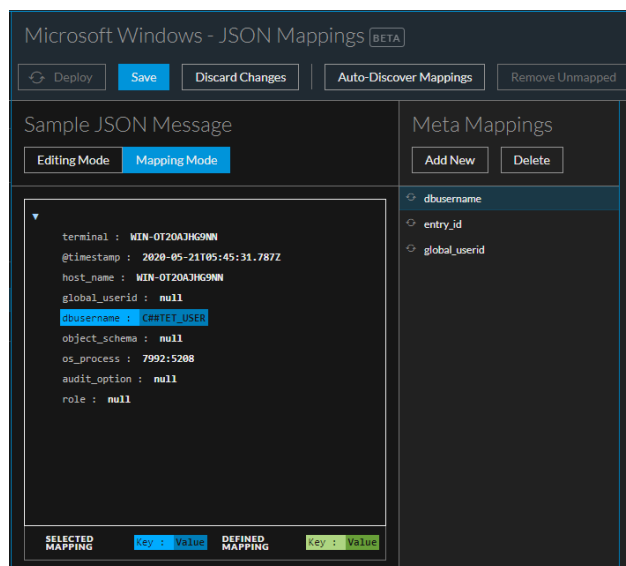 Microsoft Windows - JSON Mappings BETA
Deploy Save Discard Changes Auto-Discover Mappings Remove Unmapped
Sample JSON Message
Editing Mode Mapping Mode
terminal : WIN-OT2OAJHG9NN
@timestamp : 2020-05-21T05:45:31.787Z
host_name : WIN-OT2OAJHG9NN
global_userid : null
dbusername : C##TET_USER
object_schema : null
os_process : 7992:5208
audit_option : null
role : null
SELECTED MAPPING Key : Value DEFINED MAPPING Key : Value
Meta Mappings
Add New Delete
dbusername
entry_id
global_userid